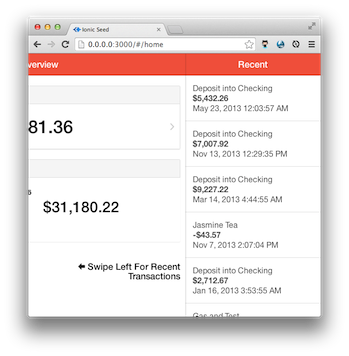 Ionic Seed
0.0.0.0:3000/#/home
verview
Recent
Deposit into Checking
$5,432.26
May 23, 2013 12:03:57 AM
81.36
Deposit into Checking
$7,007.92
Nov 13, 2013 12:29:35 PM
Deposit into Checking
$9,227.22
Mar 14, 2013 4:44:55 AM
$31,180.22
Jasmine Tea
-$43.57
Nov 7, 2013 2:07:04 PM
Swipe Left For Recent
Transactions
Deposit into Checking
$2,712.67
Jan 16, 2013 3:53:55 AM
Gas and Test